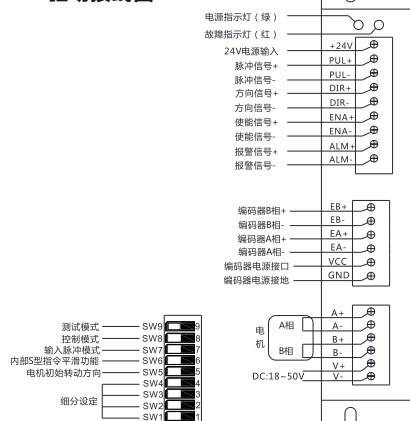 电源指示灯（绿）
故障指示灯（红）
24V电源输入 +24V
脉冲信号+ PUL+
脉冲信号- PUL-
方向信号+ DIR+
方向信号- DIR-
使能信号+ ENA+
使能信号- ENA-
报警信号+ ALM+
报警信号- ALM-
编码器B相+ EB+
编码器B相- EB-
编码器A相+ EA+
编码器A相- EA-
编码器电源接口 VCC
编码器电源接地 GND
电机
A相 A+
A-
B相 B+
B-
V+
DC:18~50V V-
测试模式 SW9 9
控制模式 SW8 8
输入脉冲模式 SW7 7
内部S型指令平滑功能 SW6 6
电机初始转动方向 SW5 5
细分设定
SW4 4
SW3 3
SW2 2
SW1 1